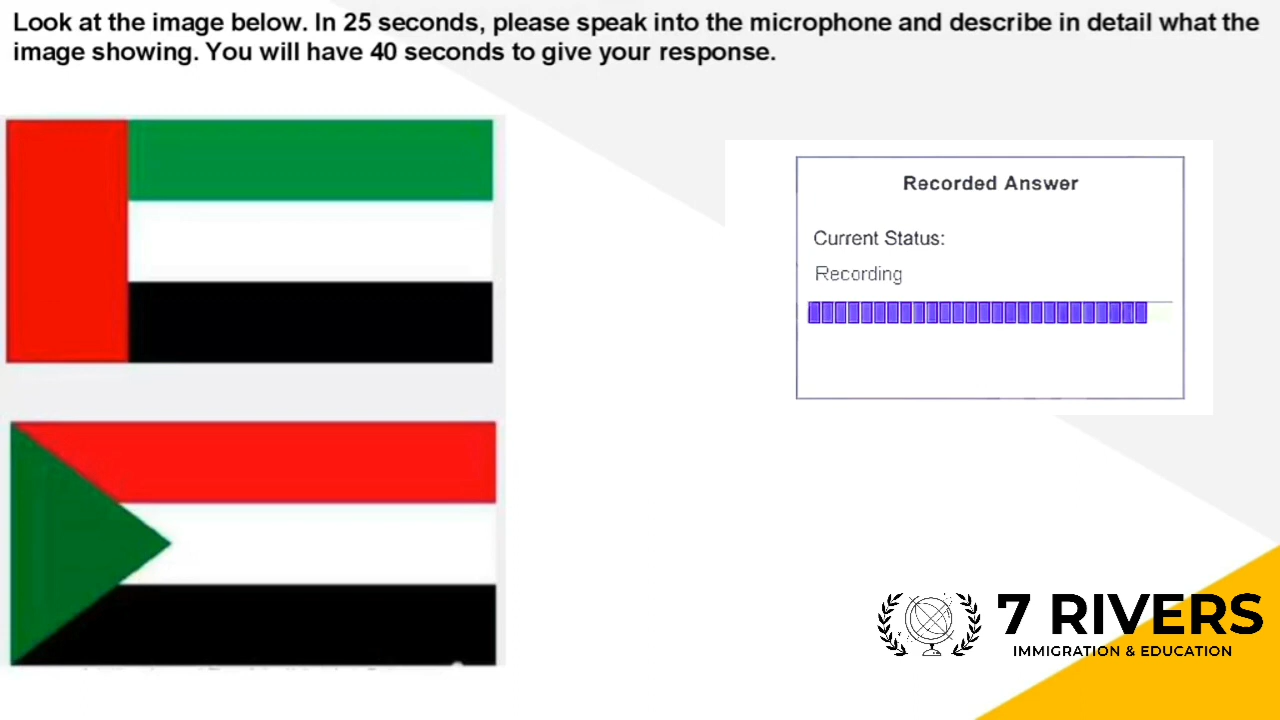 Look at the image below. In 25 seconds, please speak into the microphone and describe in detail what the
image showing. You will have 40 seconds to give your response.
Recorded Answer
Current Status:
Recording
7 RIVERS
IMMIGRATION & EDUCATION